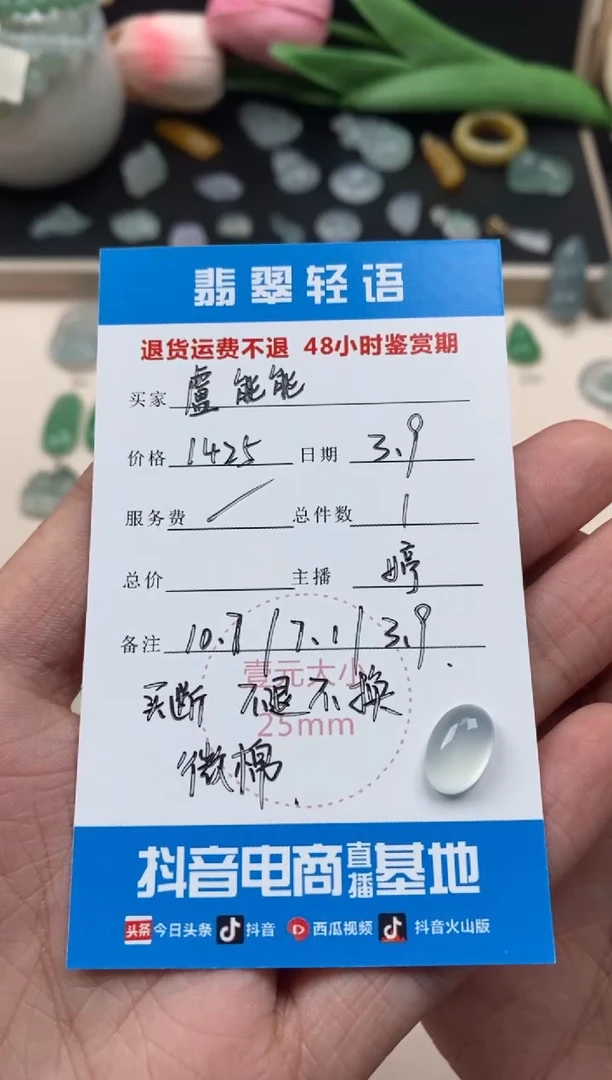 翡翠轻语
退货运费不退 48小时鉴赏期
买家 盧能能
价格 1425 日期 3.9
服务费 / 总件数 1
总价 主播 婷
备注 10.8/7.1/3.9
壹元大小
买断 不退不换
25mm
微棉
抖音电商直播基地
头条 今日头条 抖音 西瓜视频 抖音火山版